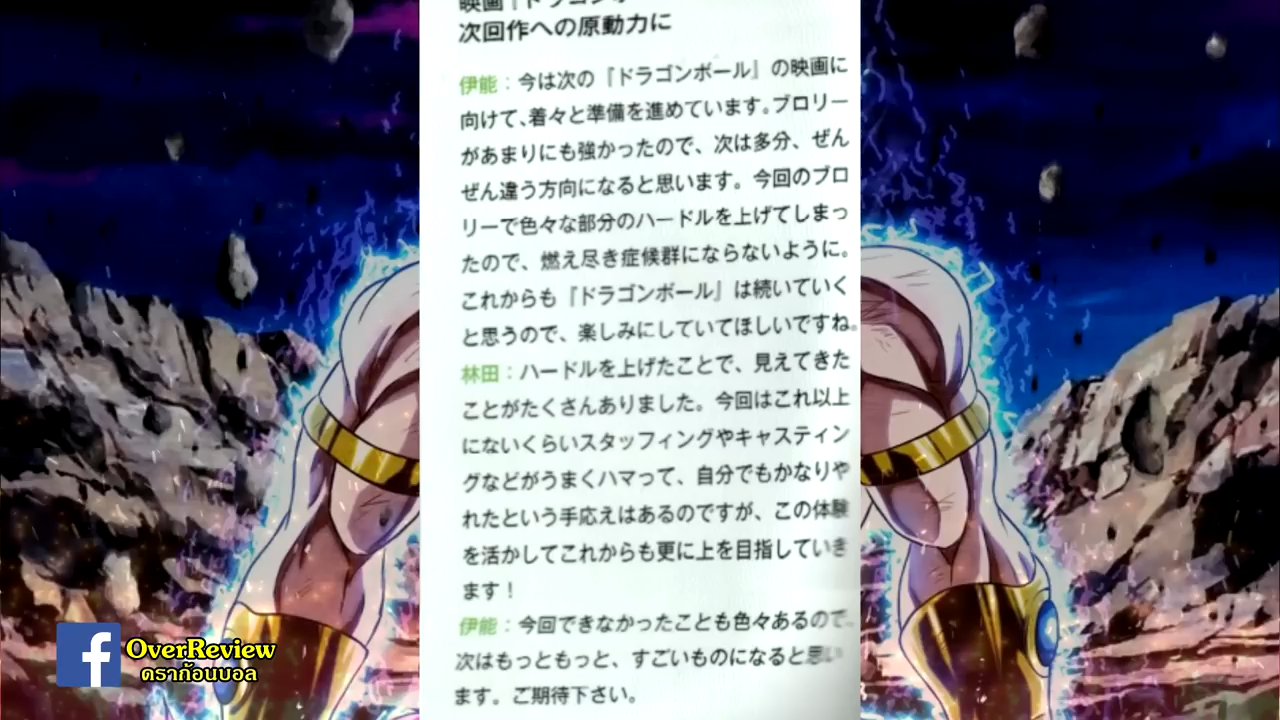 映画『ドラゴンボ
次回作への原動力に
伊能：今は次の『ドラゴンボール』の映画に
向けて、着々と準備を進めています。ブロリー
があまりにも強かったので、次は多分、ぜん
ぜん違う方向になると思います。今回のブロ
リーで色々な部分のハードルを上げてしまっ
たので、燃え尽き症候群にならないように。
これからも『ドラゴンボール』は続いていく
と思うので、楽しみにしていてほしいですね。
林田：ハードルを上げたことで、見えてきた
ことがたくさんありました。今回はこれ以上
にないくらいスタッフィングやキャスティン
グなどがうまくハマって、自分でもかなりや
れたという手応えはあるのですが、この体験
を活かしてこれからも更に上を目指していき
ます！
伊能：今回できなかったことも色々あるので、
次はもっともっと、すごいものになると思い
ます。ご期待下さい。
f OverReview
ดราก้อนบอล